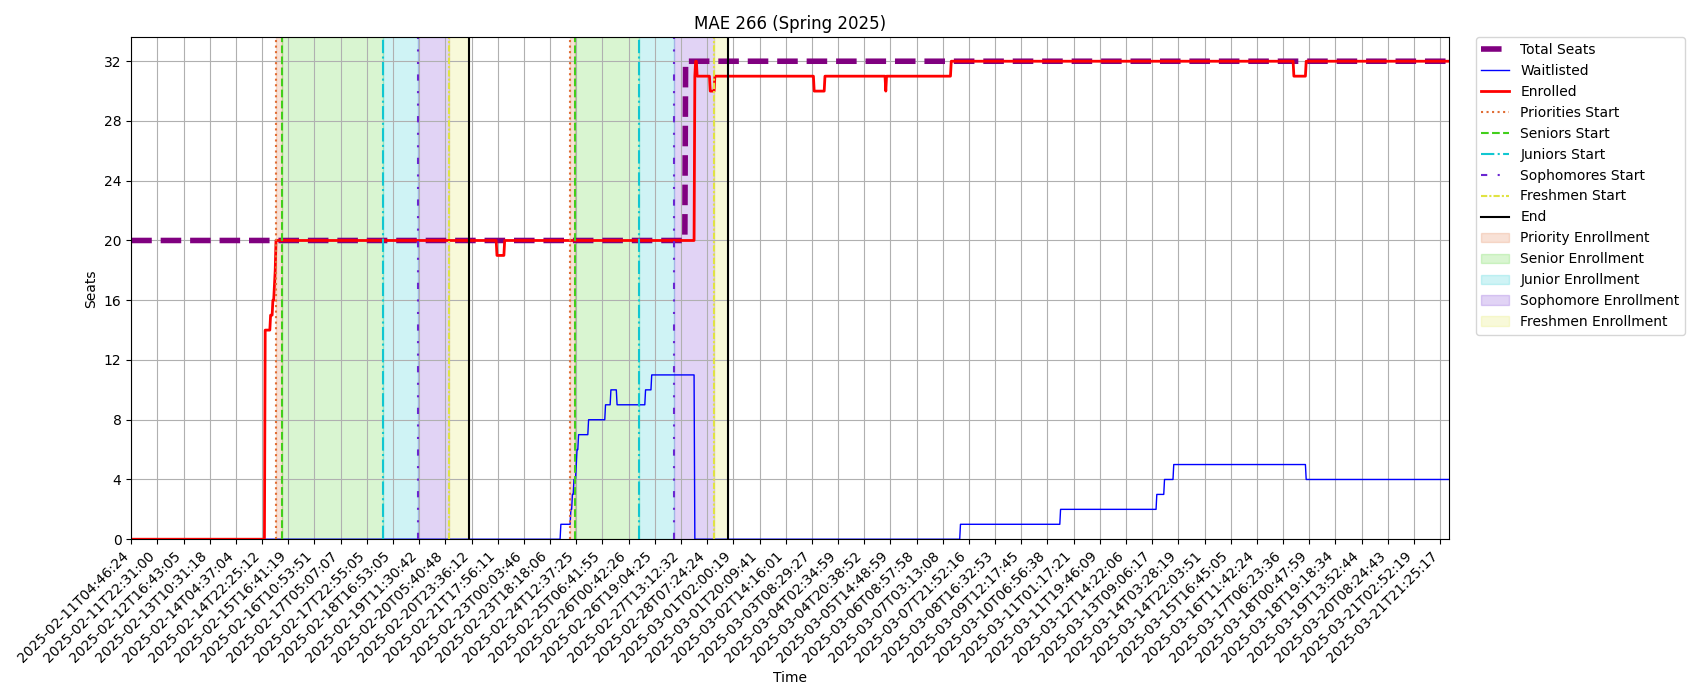 MAE 266 (Spring 2025)
Seats
32
28
24
20
16
12
8
4
0
2025-02-11T04:46:24
2025-02-11T22:31:00
2025-02-12T16:43:05
2025-02-13T10:31:18
2025-02-14T04:37:04
2025-02-14T22:25:12
2025-02-15T16:41:19
2025-02-16T10:53:51
2025-02-17T05:07:07
2025-02-17T22:55:05
2025-02-18T16:53:05
2025-02-19T11:30:42
2025-02-20T05:40:48
2025-02-20T23:36:12
2025-02-21T17:56:11
2025-02-23T00:03:46
2025-02-23T18:18:06
2025-02-24T12:37:25
2025-02-25T06:41:55
2025-02-26T00:42:26
2025-02-26T19:04:25
2025-02-27T13:12:32
2025-02-28T07:24:24
2025-03-01T02:00:19
2025-03-01T20:09:41
2025-03-02T14:16:01
2025-03-03T08:29:27
2025-03-04T02:34:59
2025-03-04T20:38:52
2025-03-05T14:48:59
2025-03-06T08:57:58
2025-03-07T03:13:08
2025-03-07T21:52:16
2025-03-08T16:32:53
2025-03-09T12:17:45
2025-03-10T06:56:38
2025-03-11T01:17:21
2025-03-11T19:46:09
2025-03-12T14:22:06
2025-03-13T09:06:17
2025-03-14T03:28:19
2025-03-14T22:03:51
2025-03-15T16:45:05
2025-03-16T11:42:24
2025-03-17T06:23:36
2025-03-18T00:47:59
2025-03-18T19:18:34
2025-03-19T13:52:44
2025-03-20T08:24:43
2025-03-21T02:52:19
2025-03-21T21:25:17
Time
Total Seats
Waitlisted
Enrolled
Priorities Start
Seniors Start
Juniors Start
Sophomores Start
Freshmen Start
End
Priority Enrollment
Senior Enrollment
Junior Enrollment
Sophomore Enrollment
Freshmen Enrollment